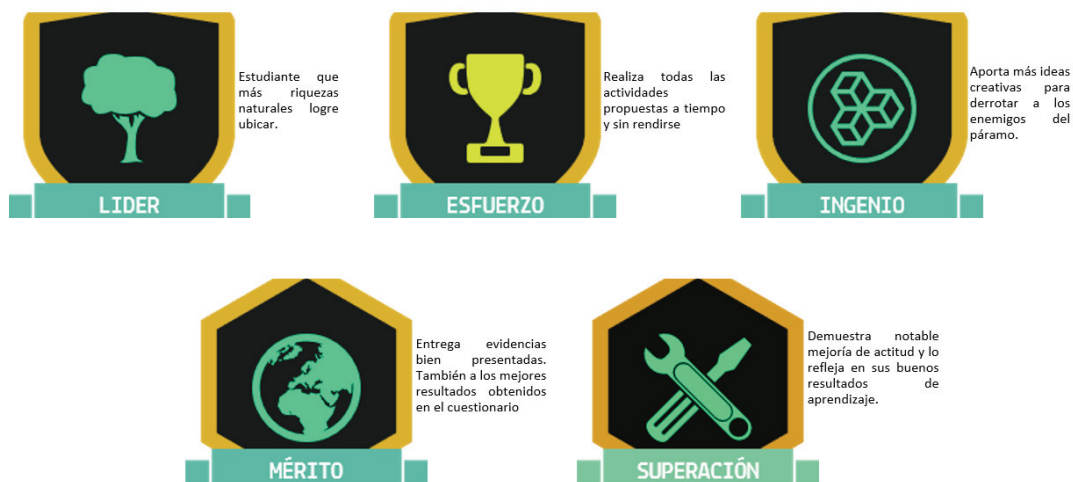 Estudiante que
más riquezas
naturales logre
ubicar.
LIDER
Realiza todas las
actividades
propuestas a tiempo
y sin rendirse
ESFUERZO
Aporta más ideas
creativas para
derrotar a los
enemigos del
páramo.
INGENIO
Entrega evidencias
bien presentadas.
También a los mejores
resultados obtenidos
en el cuestionario
MÉRITO
Demuestra notable
mejoría de actitud y lo
refleja en sus buenos
resultados de
aprendizaje.
SUPERACIÓN